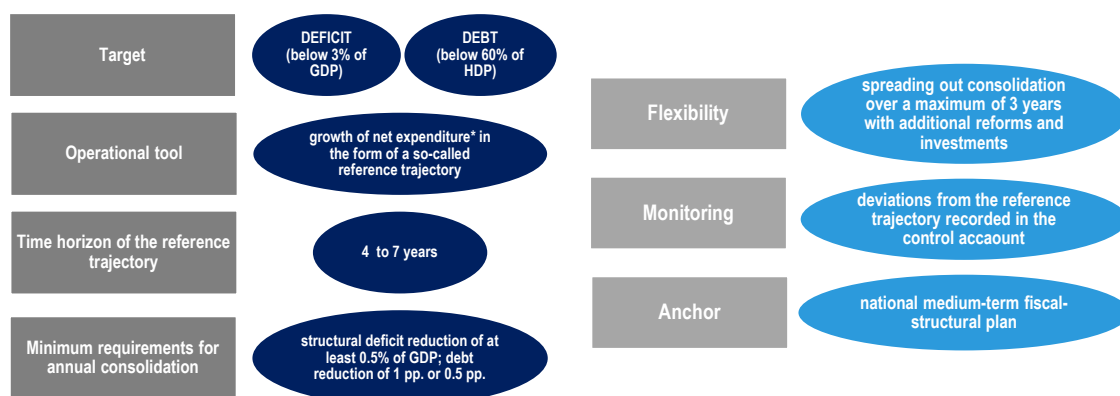 Target
DEFICIT
(below 3% of
GDP)
DEBT
(below 60% of
HDP)
Operational tool
growth of net expenditure* in
the form of a so-called
reference trajectory
Time horizon of the reference
trajectory
4 to 7 years
Minimum requirements for
annual consolidation
structural deficit reduction of at
least 0.5% of GDP; debt
reduction of 1 pp. or 0.5 pp.
Flexibility
spreading out consolidation
over a maximum of 3 years
with additional reforms and
investments
Monitoring
deviations from the reference
trajectory recorded in the
control accaount
Anchor
national medium-term fiscal-
structural plan